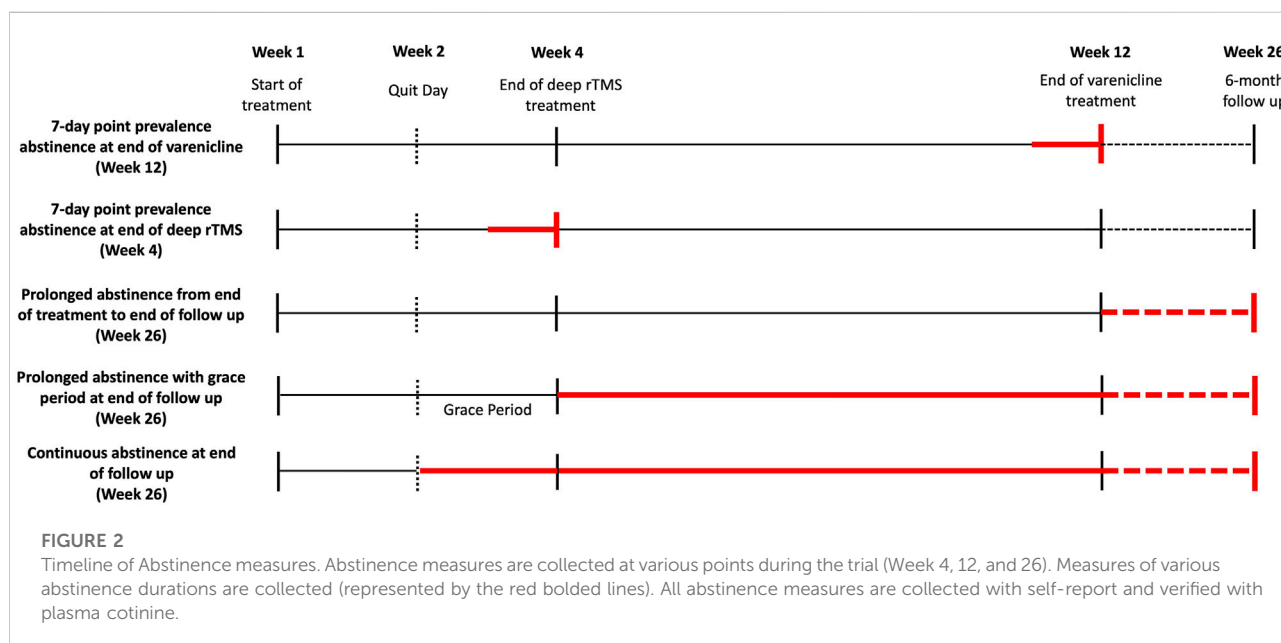 Week 1
Week 2
Week 4
Week 12
Week 26
Start of
treatment
Quit Day
End of deep rTMS
treatment
End of varenicline
treatment
6-month
follow up
7-day point prevalence
abstinence at end of varenicline
(Week 12)
7-day point prevalence
abstinence at end of deep rTMS
(Week 4)
Prolonged abstinence from end
of treatment to end of follow up
(Week 26)
Prolonged abstinence with grace
period at end of follow up
(Week 26)
Grace Period
Continuous abstinence at end
of follow up
(Week 26)
FIGURE 2
Timeline of Abstinence measures. Abstinence measures are collected at various points during the trial (Week 4, 12, and 26). Measures of various
abstinence durations are collected (represented by the red bolded lines). All abstinence measures are collected with self-report and verified with
plasma cotinine.